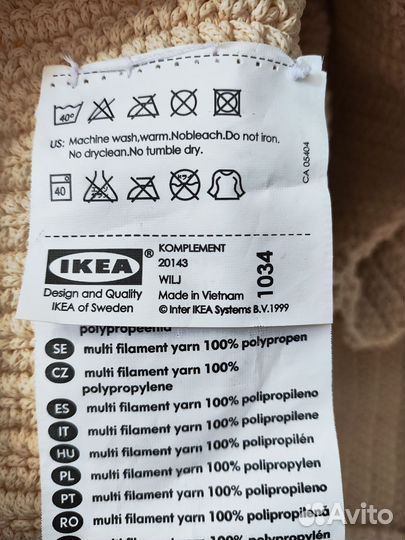 40°
US: Machine wash,warm.Nobleach.Do not iron.
No dryclean.No tumble dry.
40
CA 05404
IKEA®
Design and Quality
IKEA of Sweden
KOMPLEMENT
20143
WILJ
Made in Vietnam
© Inter IKEA Systems B.V.1999
1034
SE multi filament yarn 100% polypropen
CZ multi filament yarn 100%
polypropylene
ES multi filament yarn 100% polipropileno
IT multi filament yarn 100% polipropilene
HU multi filament yarn 100% polipropilén
PL multi filament yarn 100% polipropylen
PT multi filament yarn 100% polipropileno
RO multi filament yarn 100% polipropilenă
multi filament yarn 100%
Avito